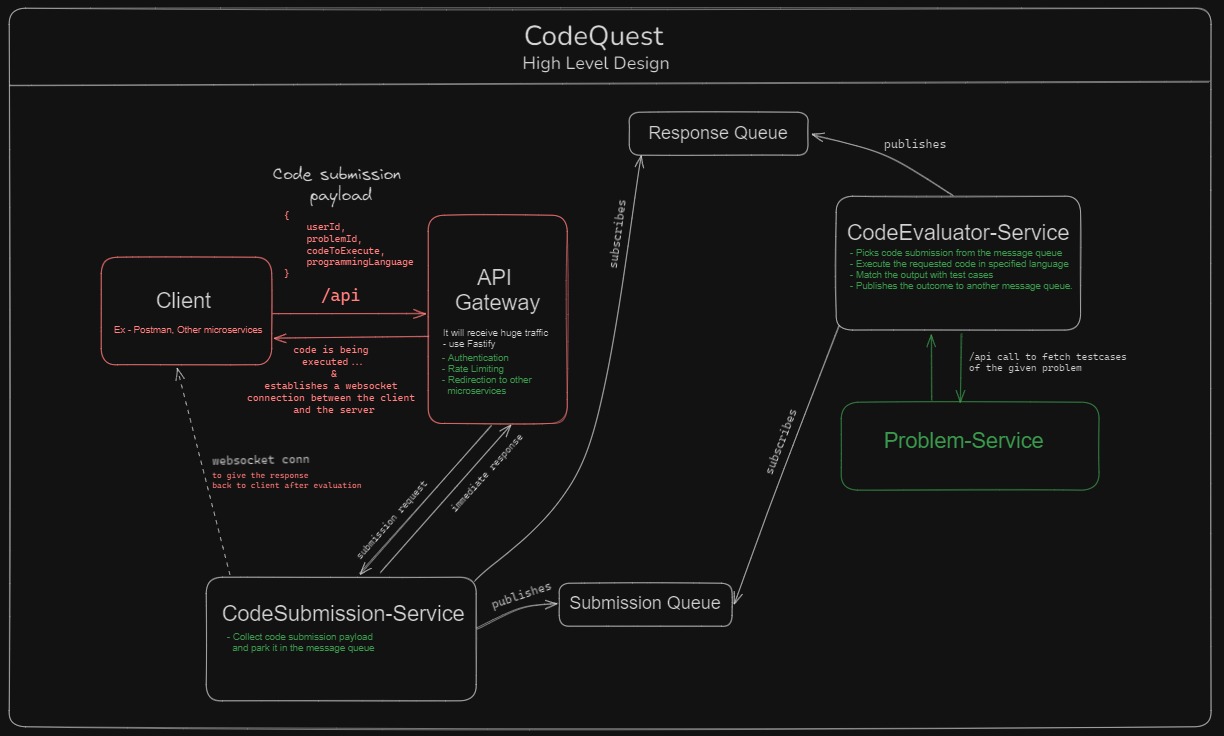 CodeQuest
High Level Design
Response Queue
publishes
Code submission
payload
{
userId,
problemId,
codeToExecute,
programmingLanguage
}
/api
subscribes
CodeEvaluator-Service
- Picks code submission from the message queue
- Execute the requested code in specified language
- Match the output with test cases
- Publishes the outcome to another message queue.
Client
Ex - Postman, Other microservices
API
Gateway
It will receive huge traffic
- use Fastify
- Authentication
- Rate Limiting
- Redirection to other
microservices
code is being
executed...
&
establishes a websocket
connection between the client
and the server
/api call to fetch testcases
of the given problem
Problem-Service
subscribes
websocket conn
to give the response
back to client after evaluation
submission request
immediate response
CodeSubmission-Service
- Collect code submission payload
and park it in the message queue
publishes
Submission Queue